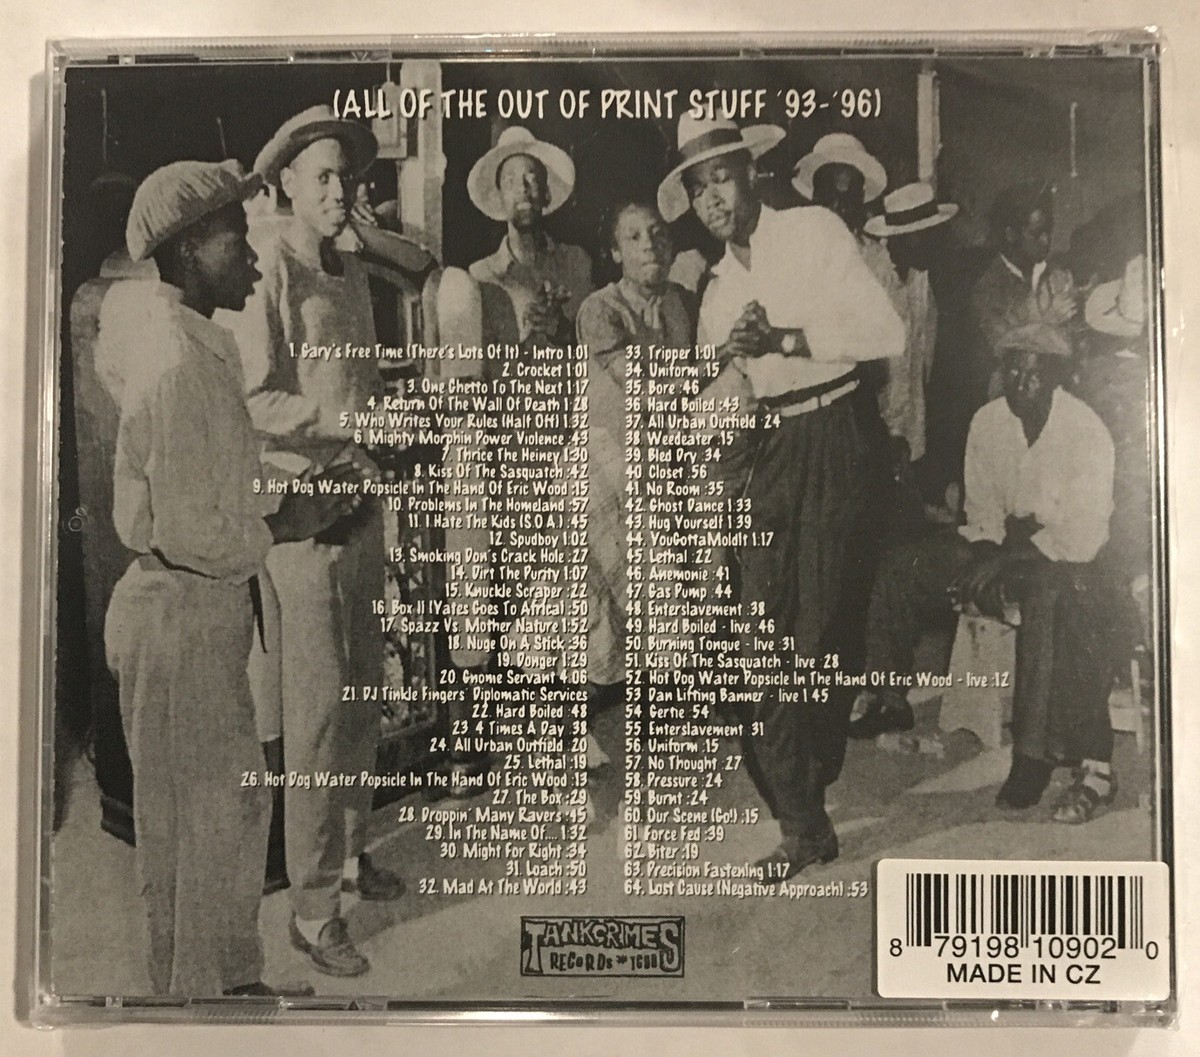 (ALL OF THE OUT OF PRINT STUFF '93-'96)
1. Gary's Free Time (There's Lots Of It) - Intro 1:01
2. Crocket 1:01
3. One Ghetto To The Next 1:17
4. Return Of The Wall Of Death 1:28
5. Who Writes Your Rules (Half Off) 1:32
6. Mighty Morphin Power Violence :43
7. Thrice The Heiney 1:30
8. Kiss Of The Sasquatch :42
9. Hot Dog Water Popsicle In The Hand Of Eric Wood :15
10. Problems In The Homeland :57
11. I Hate The Kids (S.O.A.) :45
12. Spudboy 1:02
13. Smoking Don's Crack Hole :27
14. Dirt The Purity 1:07
15. Knuckle Scraper :22
16. Box II (Yates Goes To Africa) :50
17. Spazz Vs. Mother Nature 1:52
18. Nuge On A Stick :36
19. Donger 1:29
20. Gnome Servant 4:06
21. DJ Tinkle Fingers' Diplomatic Services
22. Hard Boiled :48
23. 4 Times A Day :38
24. All Urban Outfield :20
25. Lethal :19
26. Hot Dog Water Popsicle In The Hand Of Eric Wood :13
27. The Box :29
28. Droppin' Many Ravers :45
29. In The Name Of.... 1:32
30. Might For Right :34
31. Loach :50
32. Mad At The World :43
33. Tripper 1:01
34. Uniform :15
35. Bore :46
36. Hard Boiled :43
37. All Urban Outfield :24
38. Weedeater :15
39. Bled Dry :34
40. Closet :56
41. No Room :35
42. Ghost Dance 1:33
43. Hug Yourself 1:39
44. YouGottaMoldIt 1:17
45. Lethal :22
46. Anemonie :41
47. Gas Pump :44
48. Enterslavement :38
49. Hard Boiled - live :46
50. Burning Tongue - live :31
51. Kiss Of The Sasquatch - live :28
52. Hot Dog Water Popsicle In The Hand Of Eric Wood - live :12
53. Dan Lifting Banner - live 1:45
54. Gertie :54
55. Enterslavement :31
56. Uniform :15
57. No Thought :27
58. Pressure :24
59. Burnt :24
60. Our Scene (Go!) :15
61. Force Fed :39
62. Biter :19
63. Precision Fastening 1:17
64. Lost Cause (Negative Approach) :53
TANKCRIMES
RECORDS
8 79198 10902 0
MADE IN CZ